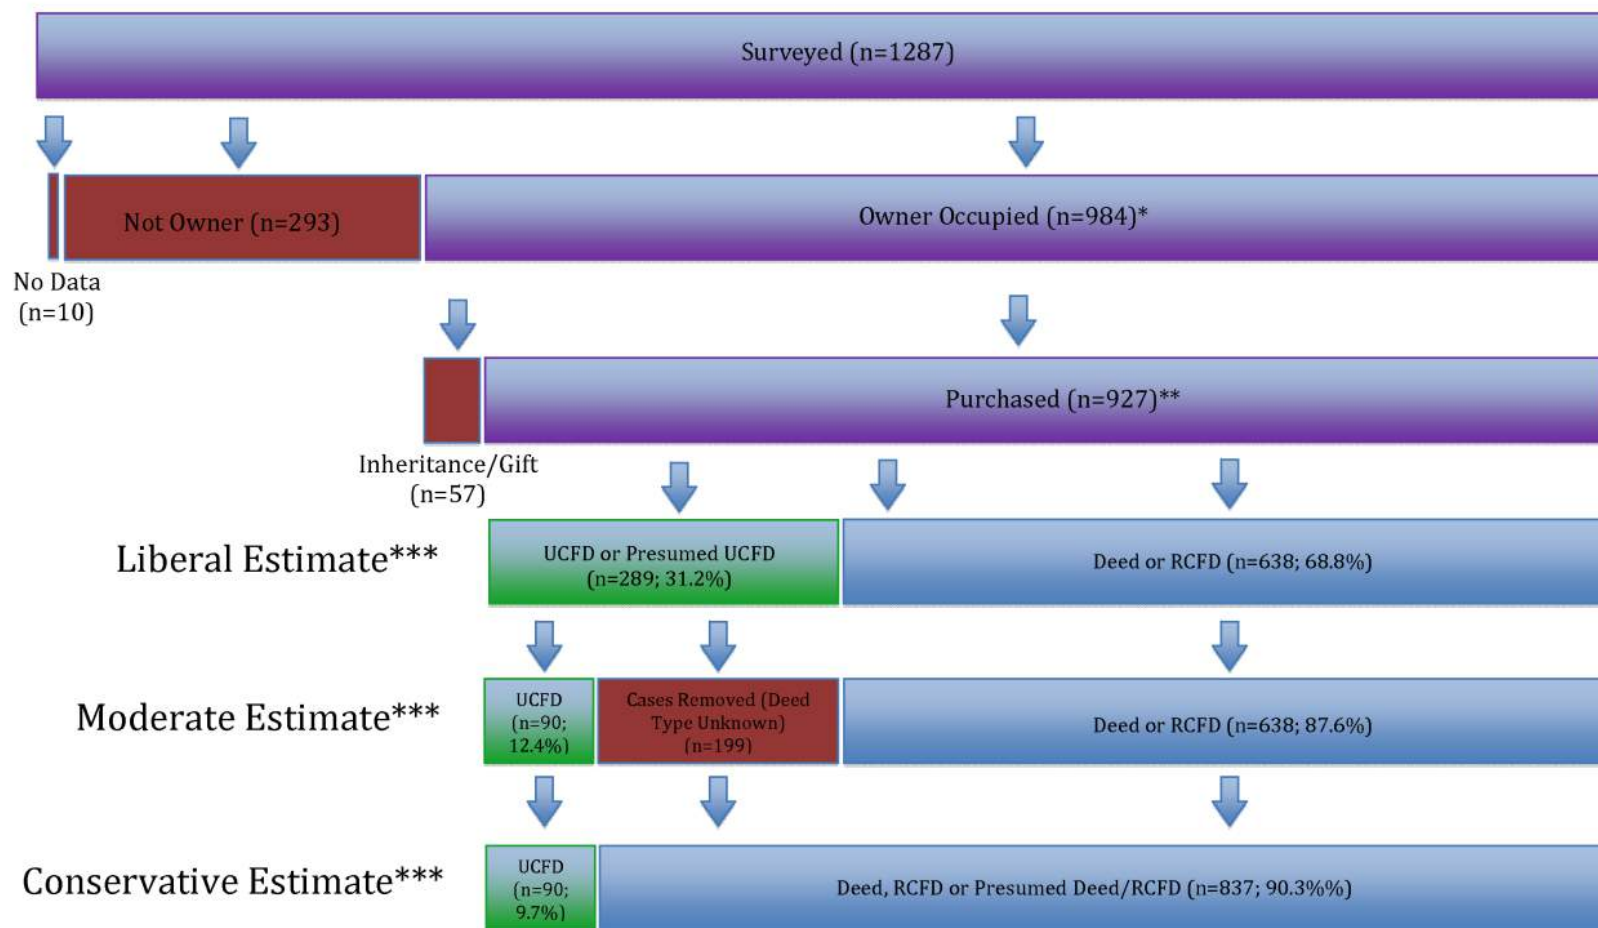 Surveyed (n=1287)
Not Owner (n=293)
Owner Occupied (n=984)*
No Data
(n=10)
Purchased (n=927)**
Inheritance/Gift
(n=57)
Liberal Estimate***
UCFD or Presumed UCFD
(n=289; 31.2%)
Deed or RCFD (n=638; 68.8%)
Moderate Estimate***
UCFD
(n=90;
12.4%)
Cases Removed (Deed
Type Unknown)
(n=199)
Deed or RCFD (n=638; 87.6%)
Conservative Estimate***
UCFD
(n=90;
9.7%)
Deed, RCFD or Presumed Deed/RCFD (n=837; 90.3%%)